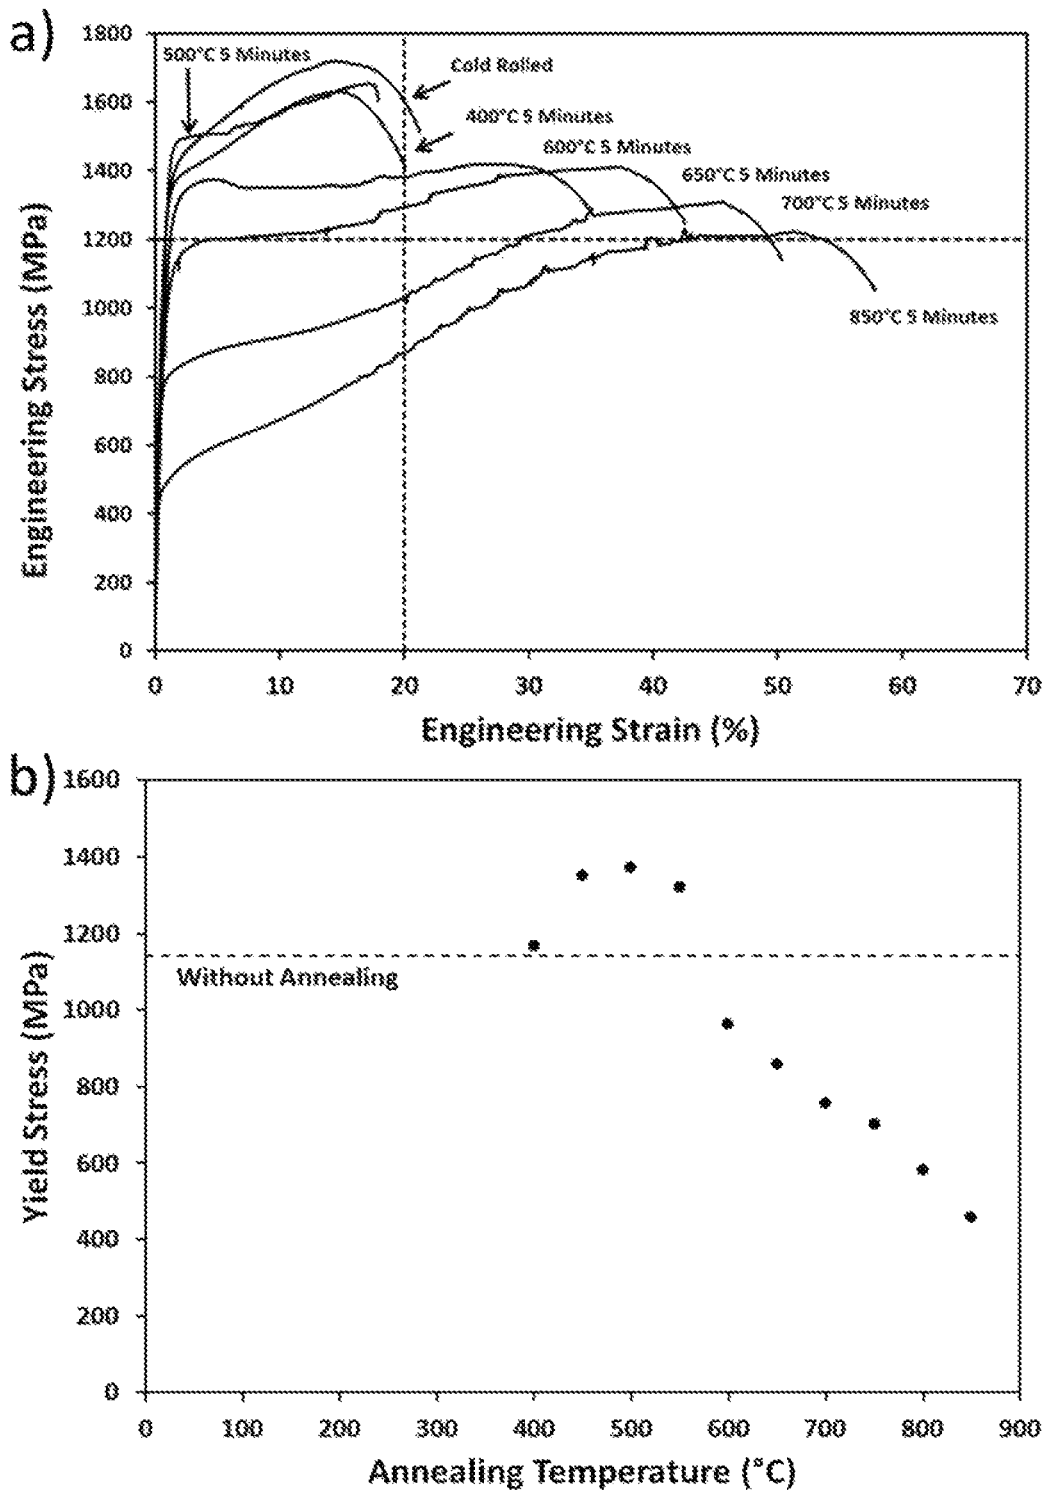 a)
1800
1600
1400
1200
1000
800
600
400
200
0
Engineering Stress (MPa)
500°C 5 Minutes
Cold Rolled
400°C 5 Minutes
600°C 5 Minutes
650°C 5 Minutes
700°C 5 Minutes
850°C 5 Minutes
0 10 20 30 40 50 60 70
Engineering Strain (%)
b)
1600
1400
1200
1000
800
600
400
200
0
Yield Stress (MPa)
Without Annealing
0 100 200 300 400 500 600 700 800 900
Annealing Temperature (°C)